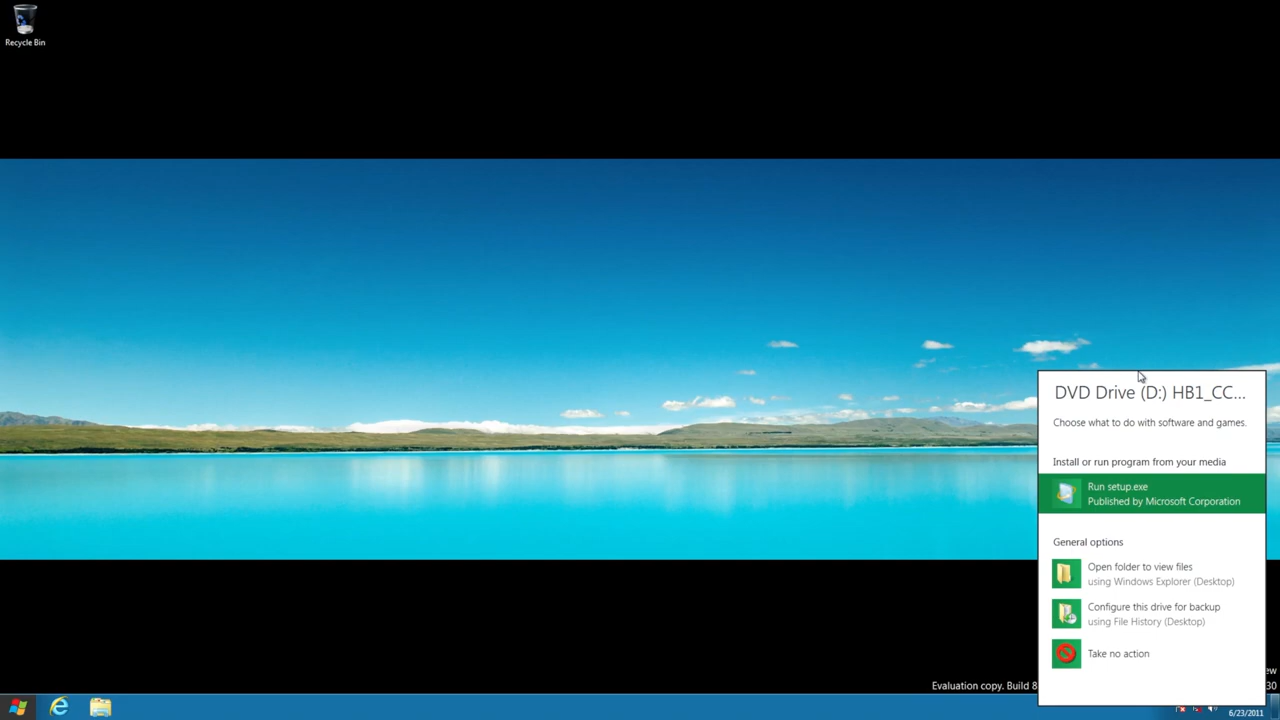 Recycle Bin
DVD Drive (D:) HB1_CC...
Choose what to do with software and games.
Install or run program from your media
Run setup.exe
Published by Microsoft Corporation
General options
Open folder to view files
using Windows Explorer (Desktop)
Configure this drive for backup
using File History (Desktop)
Take no action
ew
Evaluation copy. Build 8
30
6/23/2011